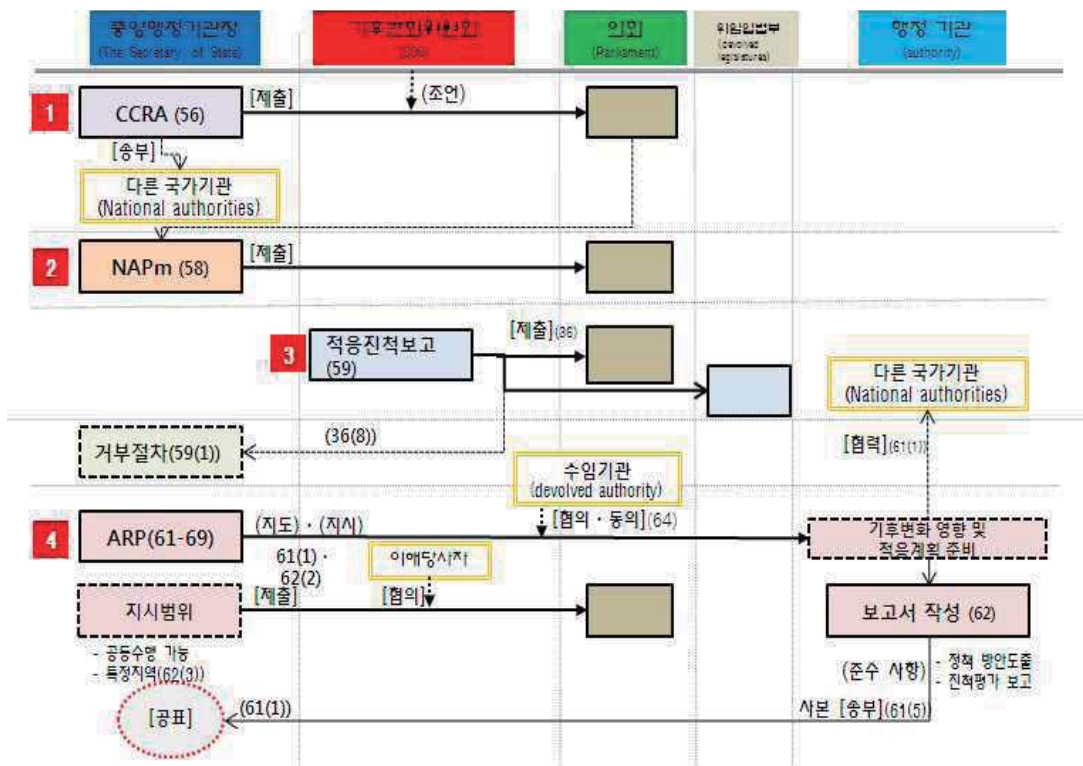 중앙행정기관장
(The Secretary of State)
기후변화위원회
의회
(Parliament)
위임입법부
(devolved
legislatures)
행정 기관
(authority)
1
CCRA (56)
[제출]
(조언)
[송부]
다른 국가기관
(National authorities)
2
NAPm (58)
[제출]
3
적응진척보고
(59)
[제출](36)
다른 국가기관
(National authorities)
거부절차(59(1))
(36(8))
[협력](61(1))
수임기관
(devolved authority)
4
ARP(61-69)
(지도)·(지시)
[협의·동의](64)
기후변화 영향 및
적응계획 준비
61(1)·
62(2)
이해당사자
지시범위
[제출]
[협의]
보고서 작성(62)
- 공동수명 가능
- 특정지역(62(3))
(준수 사항)
- 정책 방안도출
- 진척평가 보고
[공표]
(61(1))
사본 [송부](61(5))